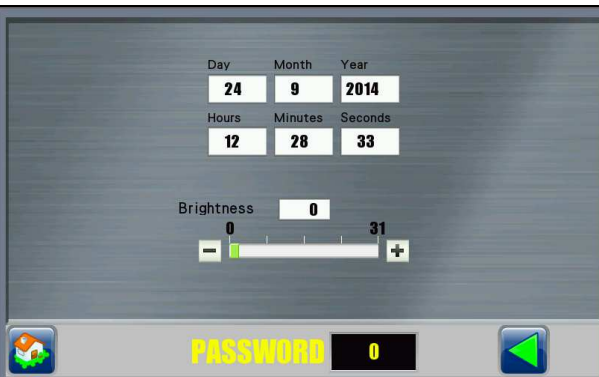 Day Month Year
24 9 2014
Hours Minutes Seconds
12 28 33
Brightness 0
0 31
- +
PASSWORD 0